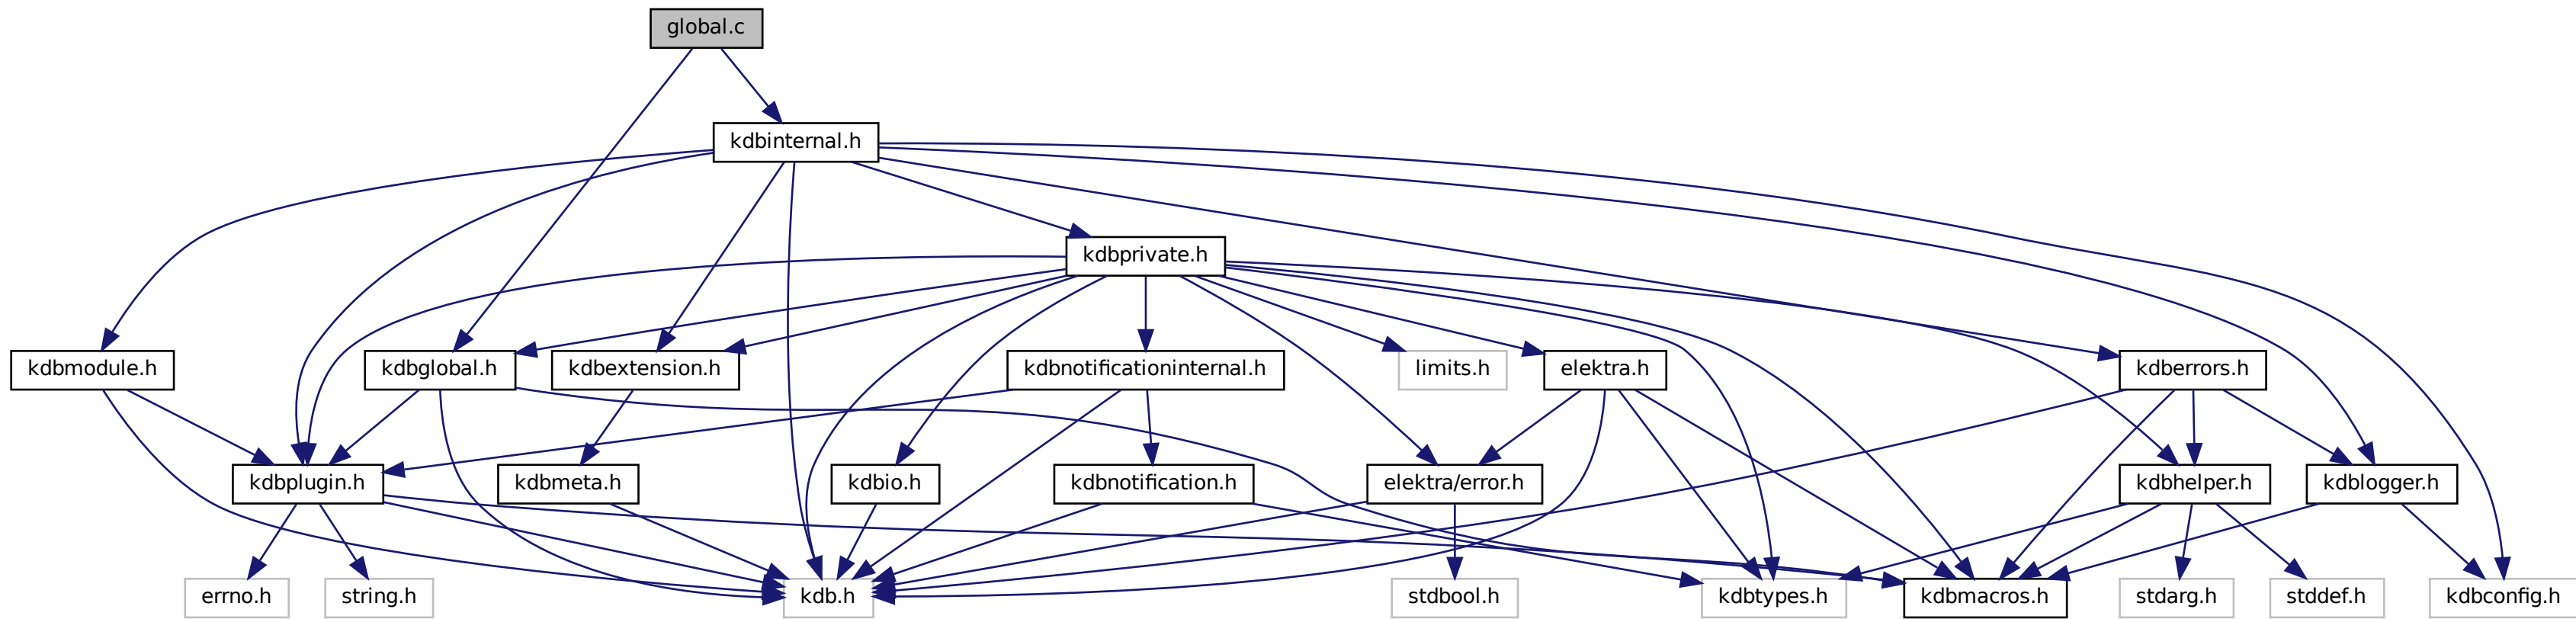 global.c
kdbinternal.h
kdbprivate.h
kdbmodule.h
kdbglobal.h
kdbextension.h
kdbnotificationinternal.h
limits.h
elektra.h
kdberrors.h
kdbplugin.h
kdbmeta.h
kdbio.h
kdbnotification.h
elektra/error.h
kdbhelper.h
kdblogger.h
errno.h
string.h
kdb.h
stdbool.h
kdbtypes.h
kdbmacros.h
stdarg.h
stddef.h
kdbconfig.h